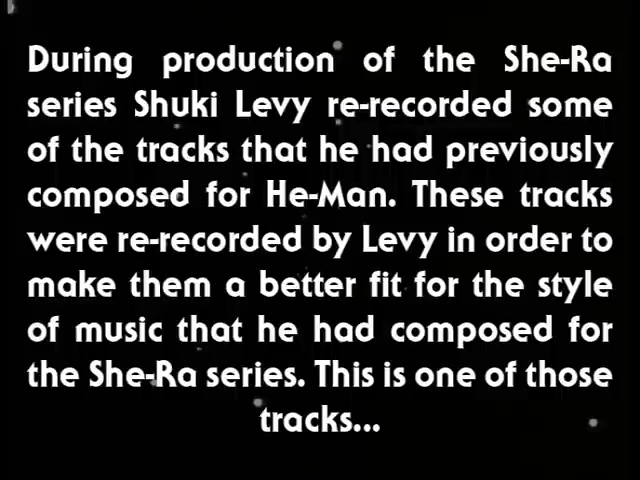 During production of the She-Ra
series Shuki Levy re-recorded some
of the tracks that he had previously
composed for He-Man. These tracks
were re-recorded by Levy in order to
make them a better fit for the style
of music that he had composed for
the She-Ra series. This is one of those
tracks...